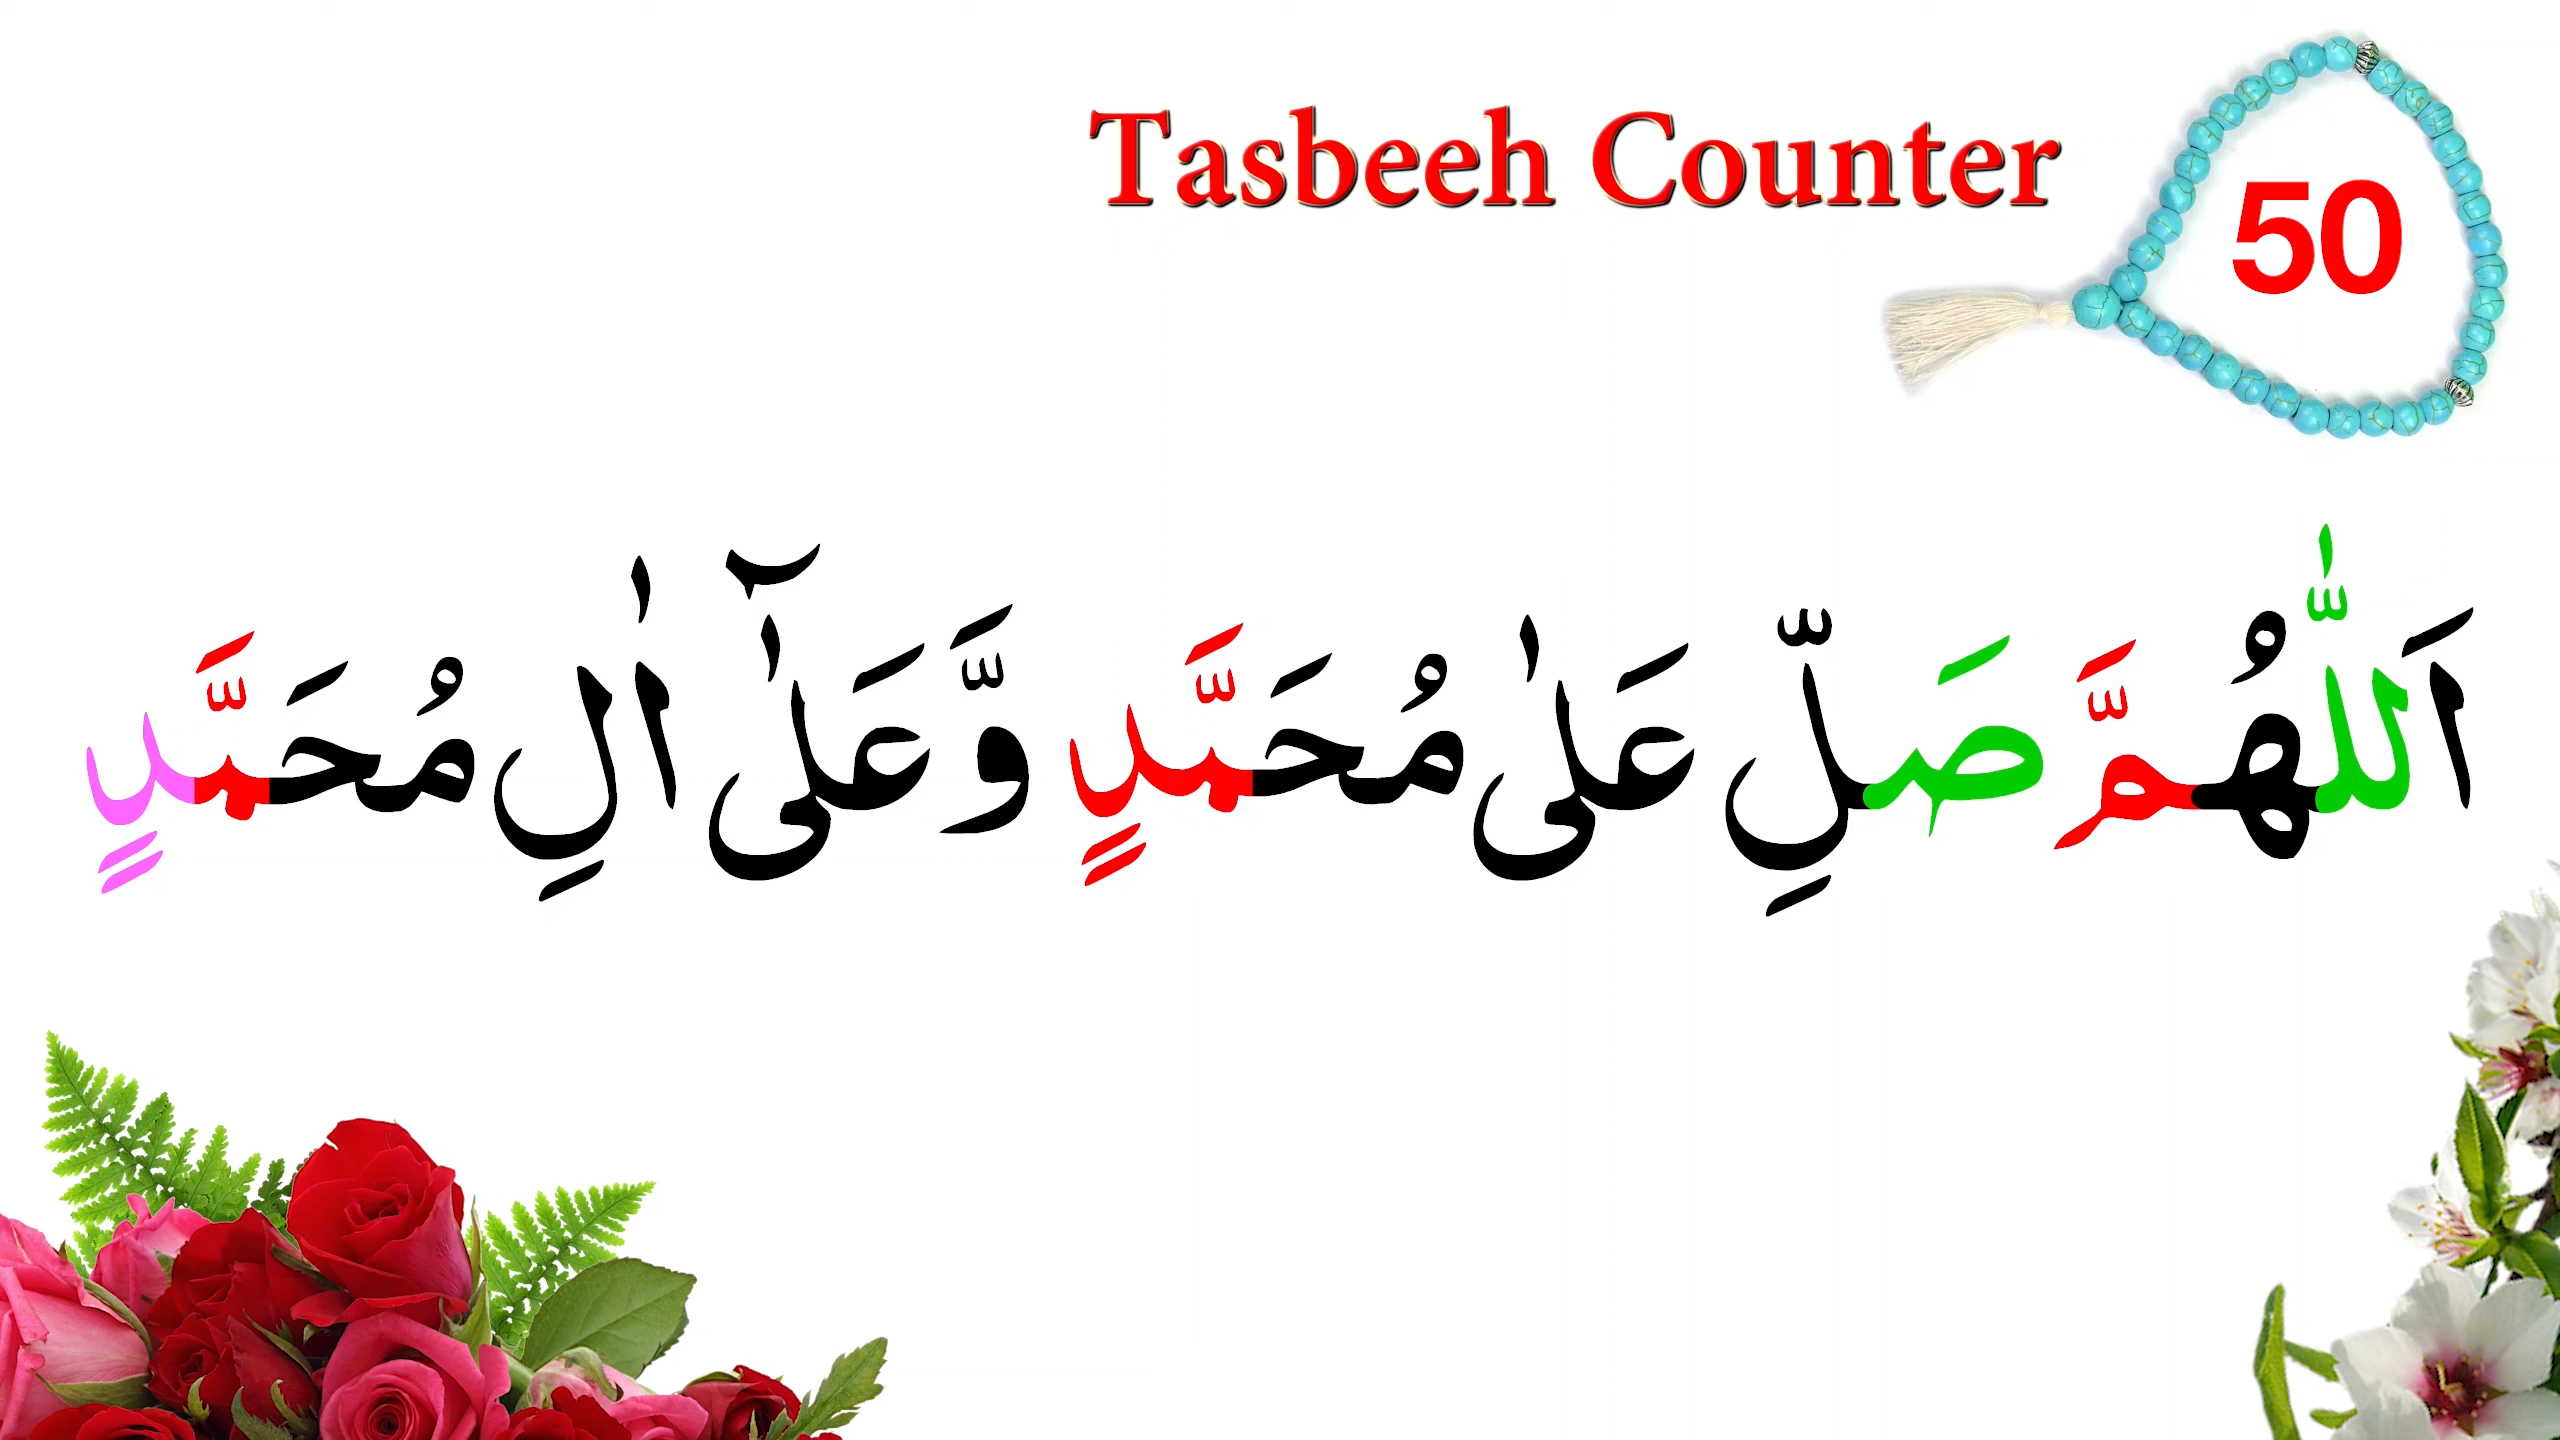 Tasbeeh Counter
50
اَللّٰهُمَّ صَلِّ عَلٰی مُحَمَّدٍ وَّعَلٰۤی اٰلِ مُحَمَّدٍ